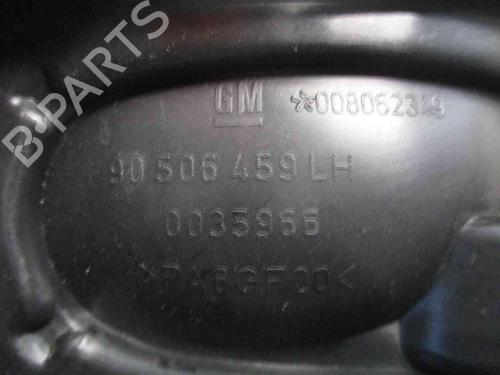 B-PARTS
GM *008062349
90 506 459 LH
0035966
>PA6GF20<